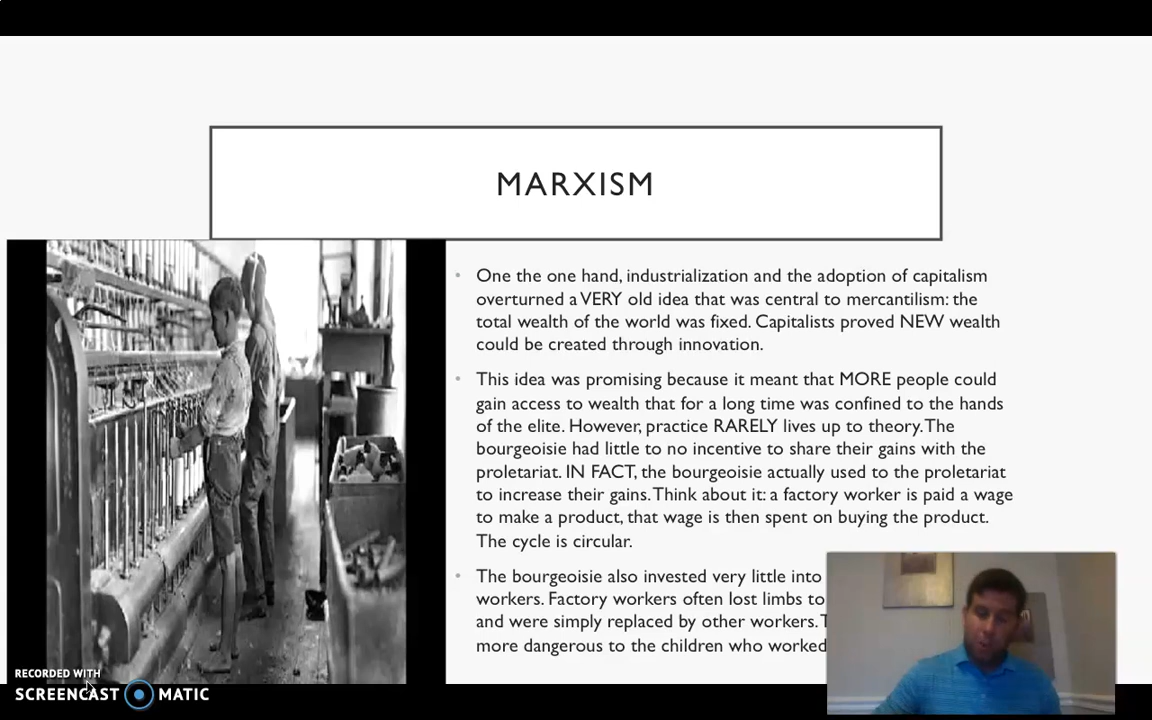 MARXISM
One the one hand, industrialization and the adoption of capitalism
overturned a VERY old idea that was central to mercantilism: the
total wealth of the world was fixed. Capitalists proved NEW wealth
could be created through innovation.
This idea was promising because it meant that MORE people could
gain access to wealth that for a long time was confined to the hands
of the elite. However, practice RARELY lives up to theory. The
bourgeoisie had little to no incentive to share their gains with the
proletariat. IN FACT, the bourgeoisie actually used to the proletariat
to increase their gains. Think about it: a factory worker is paid a wage
to make a product, that wage is then spent on buying the product.
The cycle is circular.
The bourgeoisie also invested very little into
workers. Factory workers often lost limbs to
and were simply replaced by other workers.
more dangerous to the children who worked
RECORDED WITH
SCREENCAST MATIC